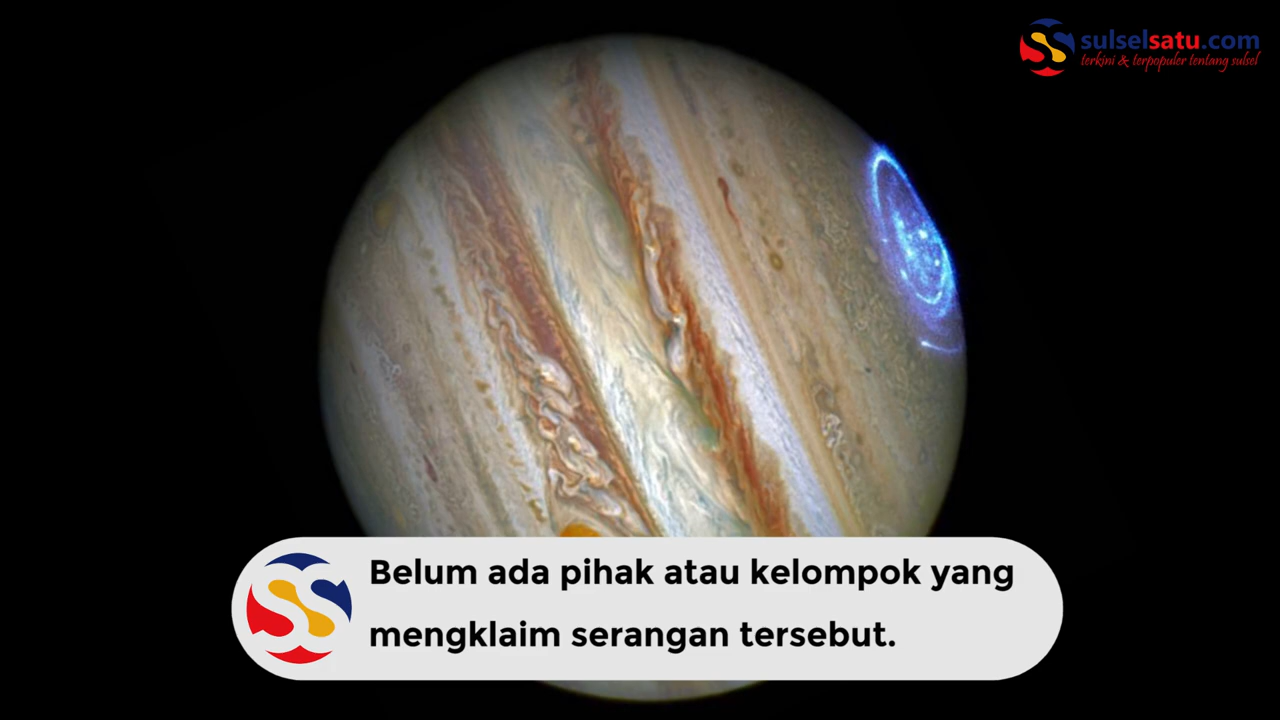 sulselsatu.com
terkini & terpopuler tentang sulsel
Belum ada pihak atau kelompok yang
mengklaim serangan tersebut.